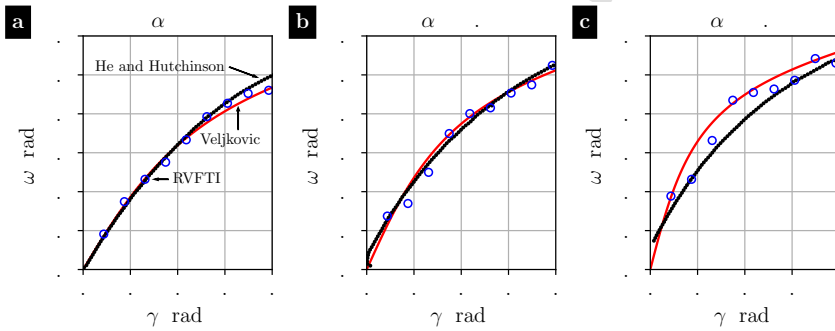 a
α
He and Hutchinson
Veljkovic
RVFTI
ω rad
γ rad
b
α .
ω rad
γ rad
c
α .
ω rad
γ rad